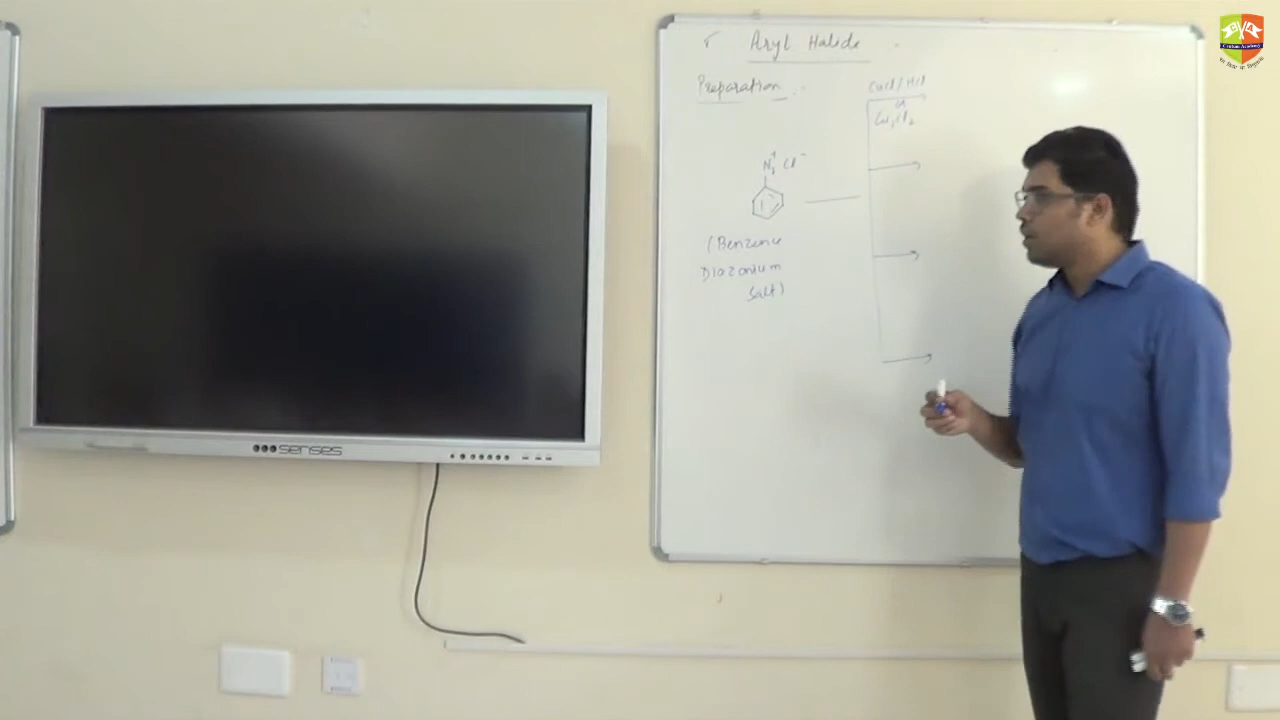 Aryl Halide
Preparation
CuCl / HCl
or
Cu₂Cl₂
N₂⁺ Cl⁻
(Benzene
Diazonium
Salt)
senses